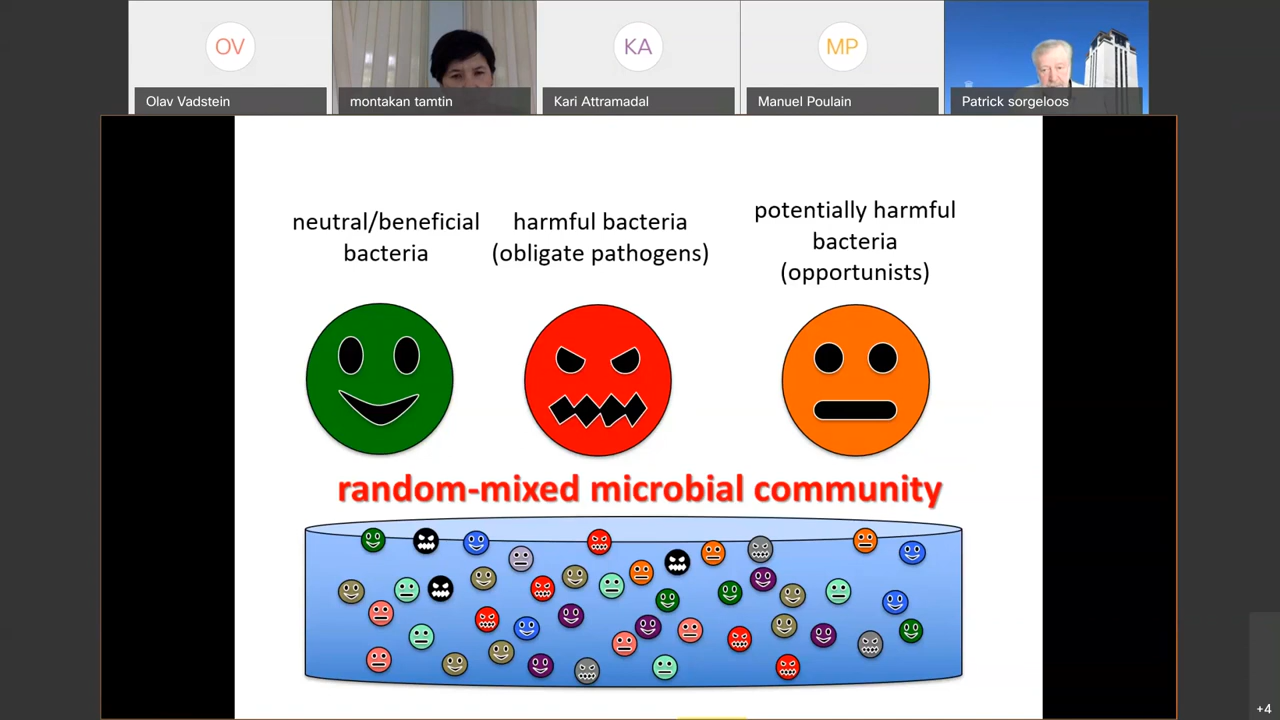 OV
KA
MP
Olav Vadstein
montakan tamtin
Kari Attramadal
Manuel Poulain
Patrick sorgeloos
neutral/beneficial
bacteria
harmful bacteria
(obligate pathogens)
potentially harmful
bacteria
(opportunists)
random-mixed microbial community
+4